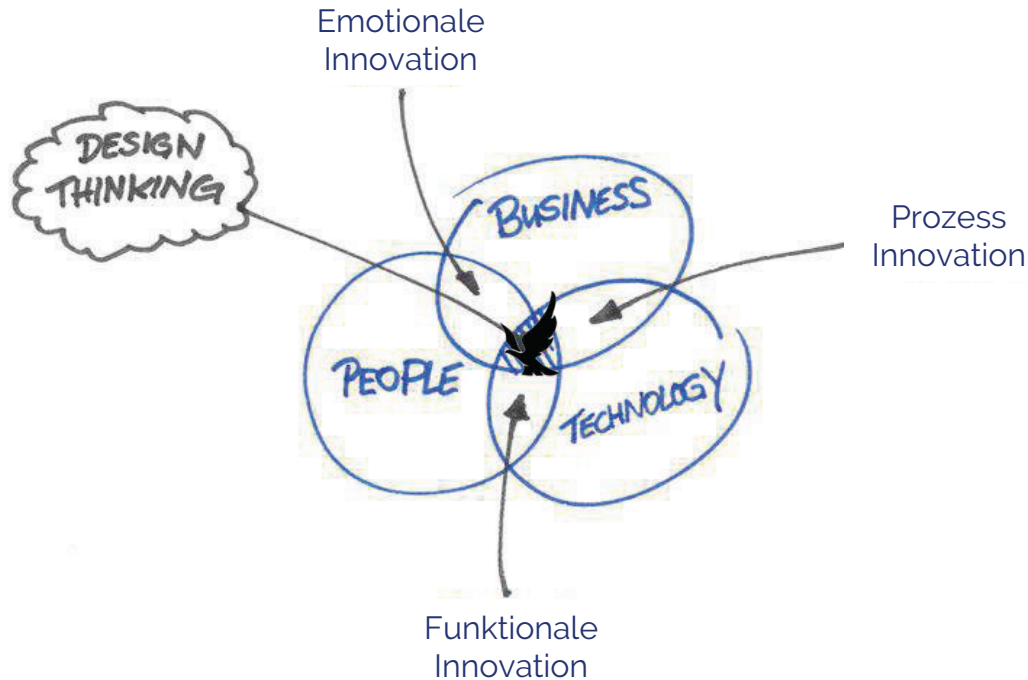 Emotionale
Innovation
DESIGN
THINKING
BUSINESS
Prozess
Innovation
PEOPLE
TECHNOLOGY
Funktionale
Innovation